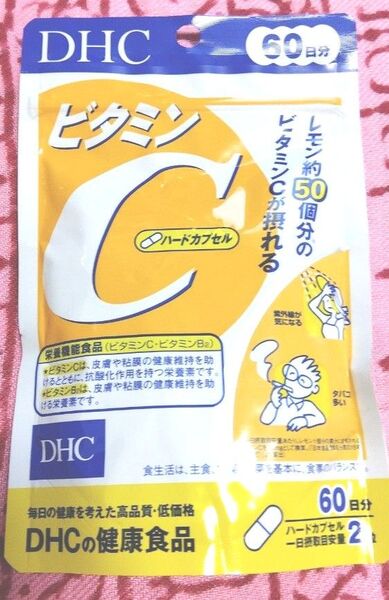 DHC
60日分
ビタミン
C
ハードカプセル
レモン約50個分の
ビタミンCが摂れる
紫外線が
気になる
タバコ
多い
栄養機能食品(ビタミンC・ビタミンB2)
●ビタミンCは、皮膚や粘膜の健康維持を助
けるとともに、抗酸化作用を持つ栄養素です。
●ビタミンB2は、皮膚や粘膜の健康維持を助
ける栄養素です。
DHC
食生活は、主食、
を基本に、食事のバランス
毎日の健康を考えた高品質・低価格
DHCの健康食品
60日分
ハードカプセル
一日摂取目安量2粒